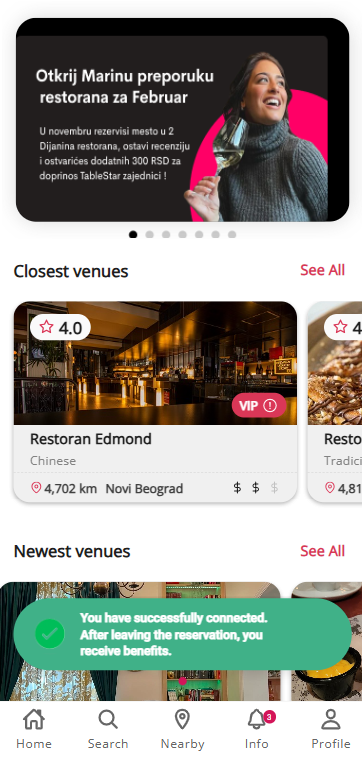 Otkrij Marinu preporuku
restorana za Februar
U novembru rezervisi mesto u 2
Dijanina restorana, ostavi recenziju
i ostvarićes dodatnih 300 RSD za
doprinos TableStar zajednici !
Closest venues
See All
4.0
4
VIP
Restoran Edmond
Resto
Chinese
Tradici
4,702 km Novi Beograd
$ $ $
4,81
Newest venues
See All
You have successfully connected.
After leaving the reservation, you
receive benefits.
3
Home
Search
Nearby
Info
Profile